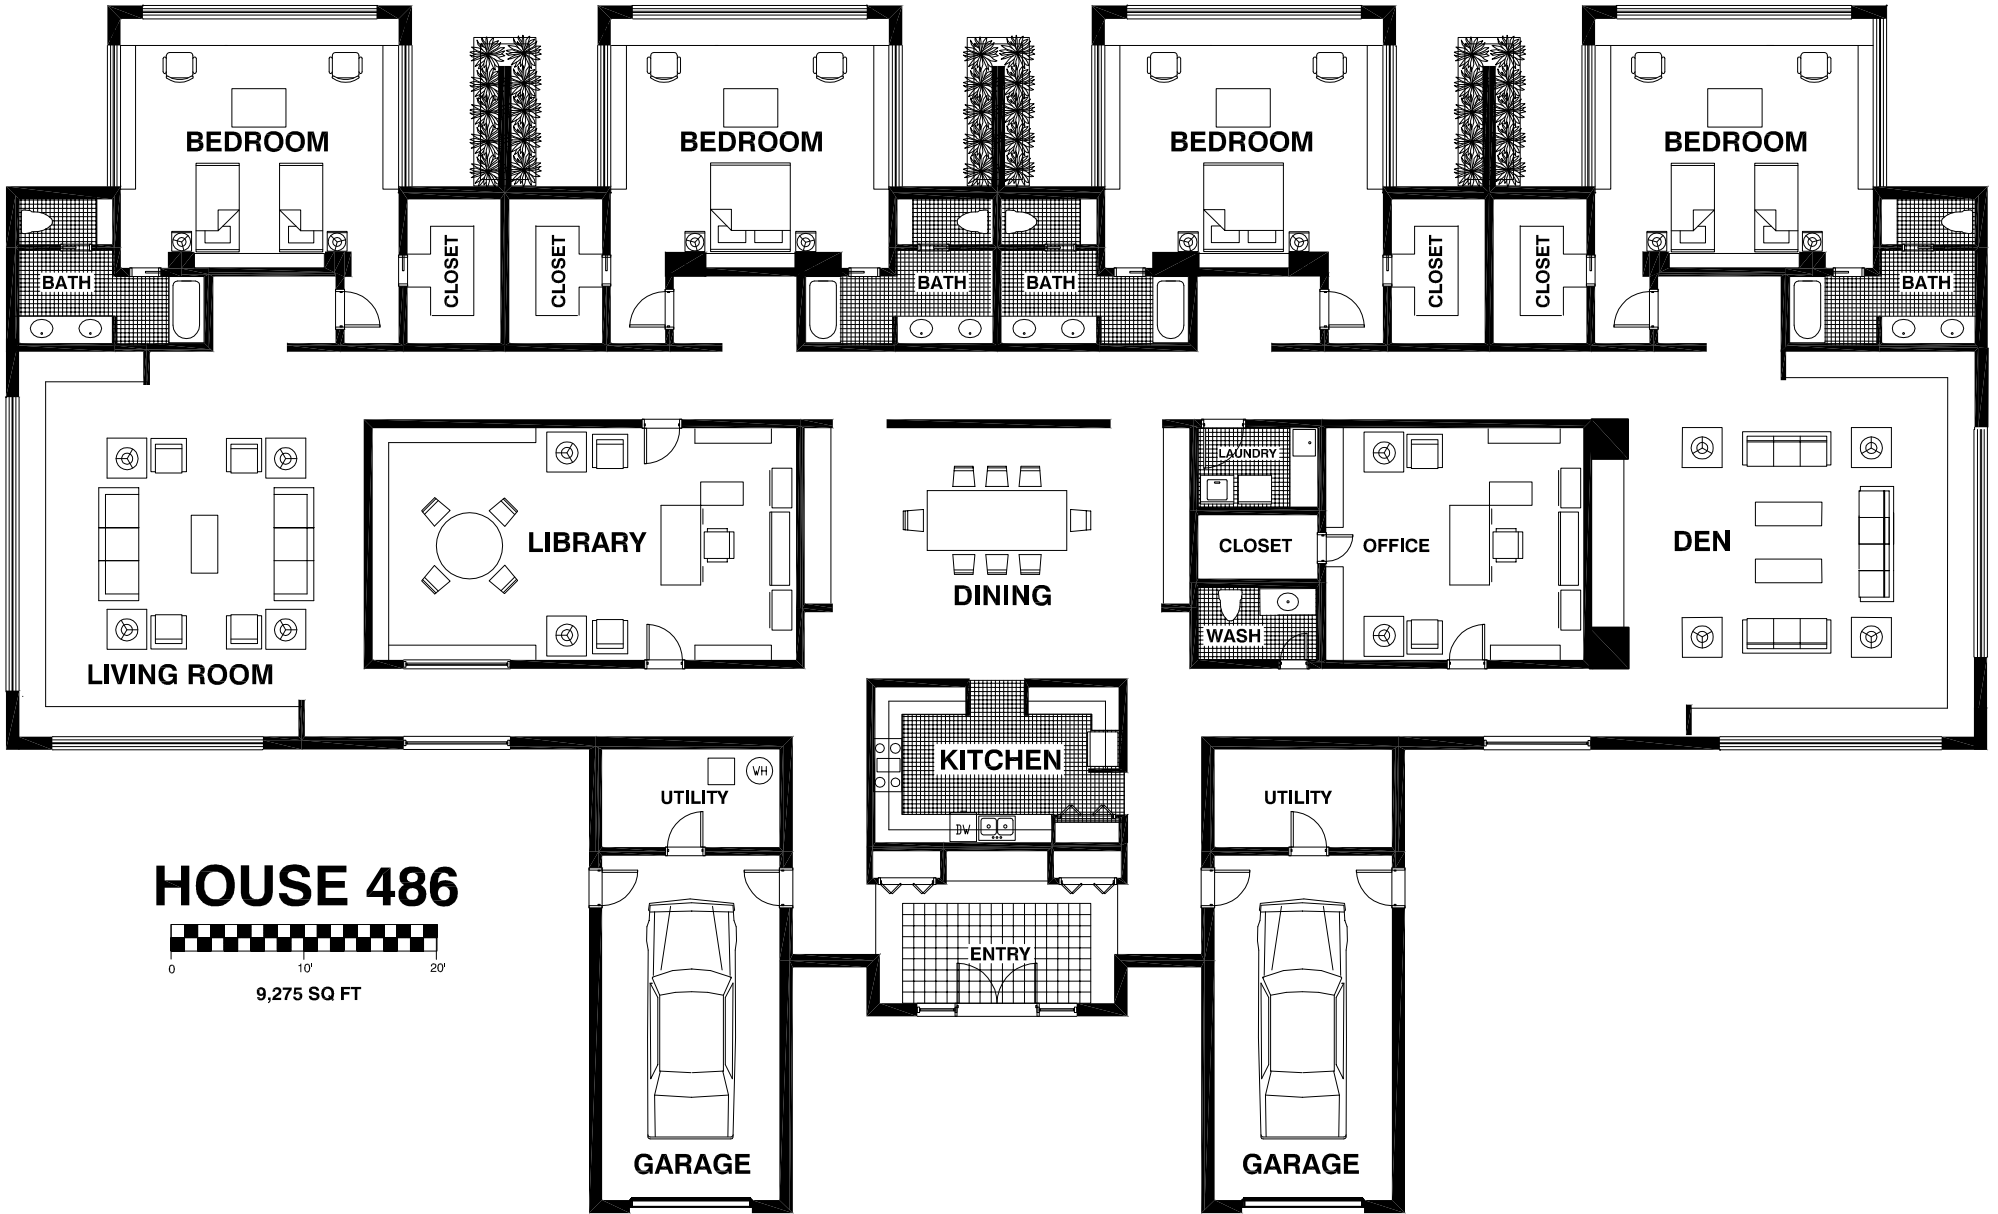 BEDROOM
BEDROOM
BEDROOM
BEDROOM
CLOSET
CLOSET
CLOSET
CLOSET
BATH
BATH
BATH
BATH
LAUNDRY
LIBRARY
CLOSET
OFFICE
DEN
DINING
WASH
LIVING ROOM
KITCHEN
WH
UTILITY
UTILITY
DW
HOUSE 486
0 10' 20'
9,275 SQ FT
ENTRY
GARAGE
GARAGE